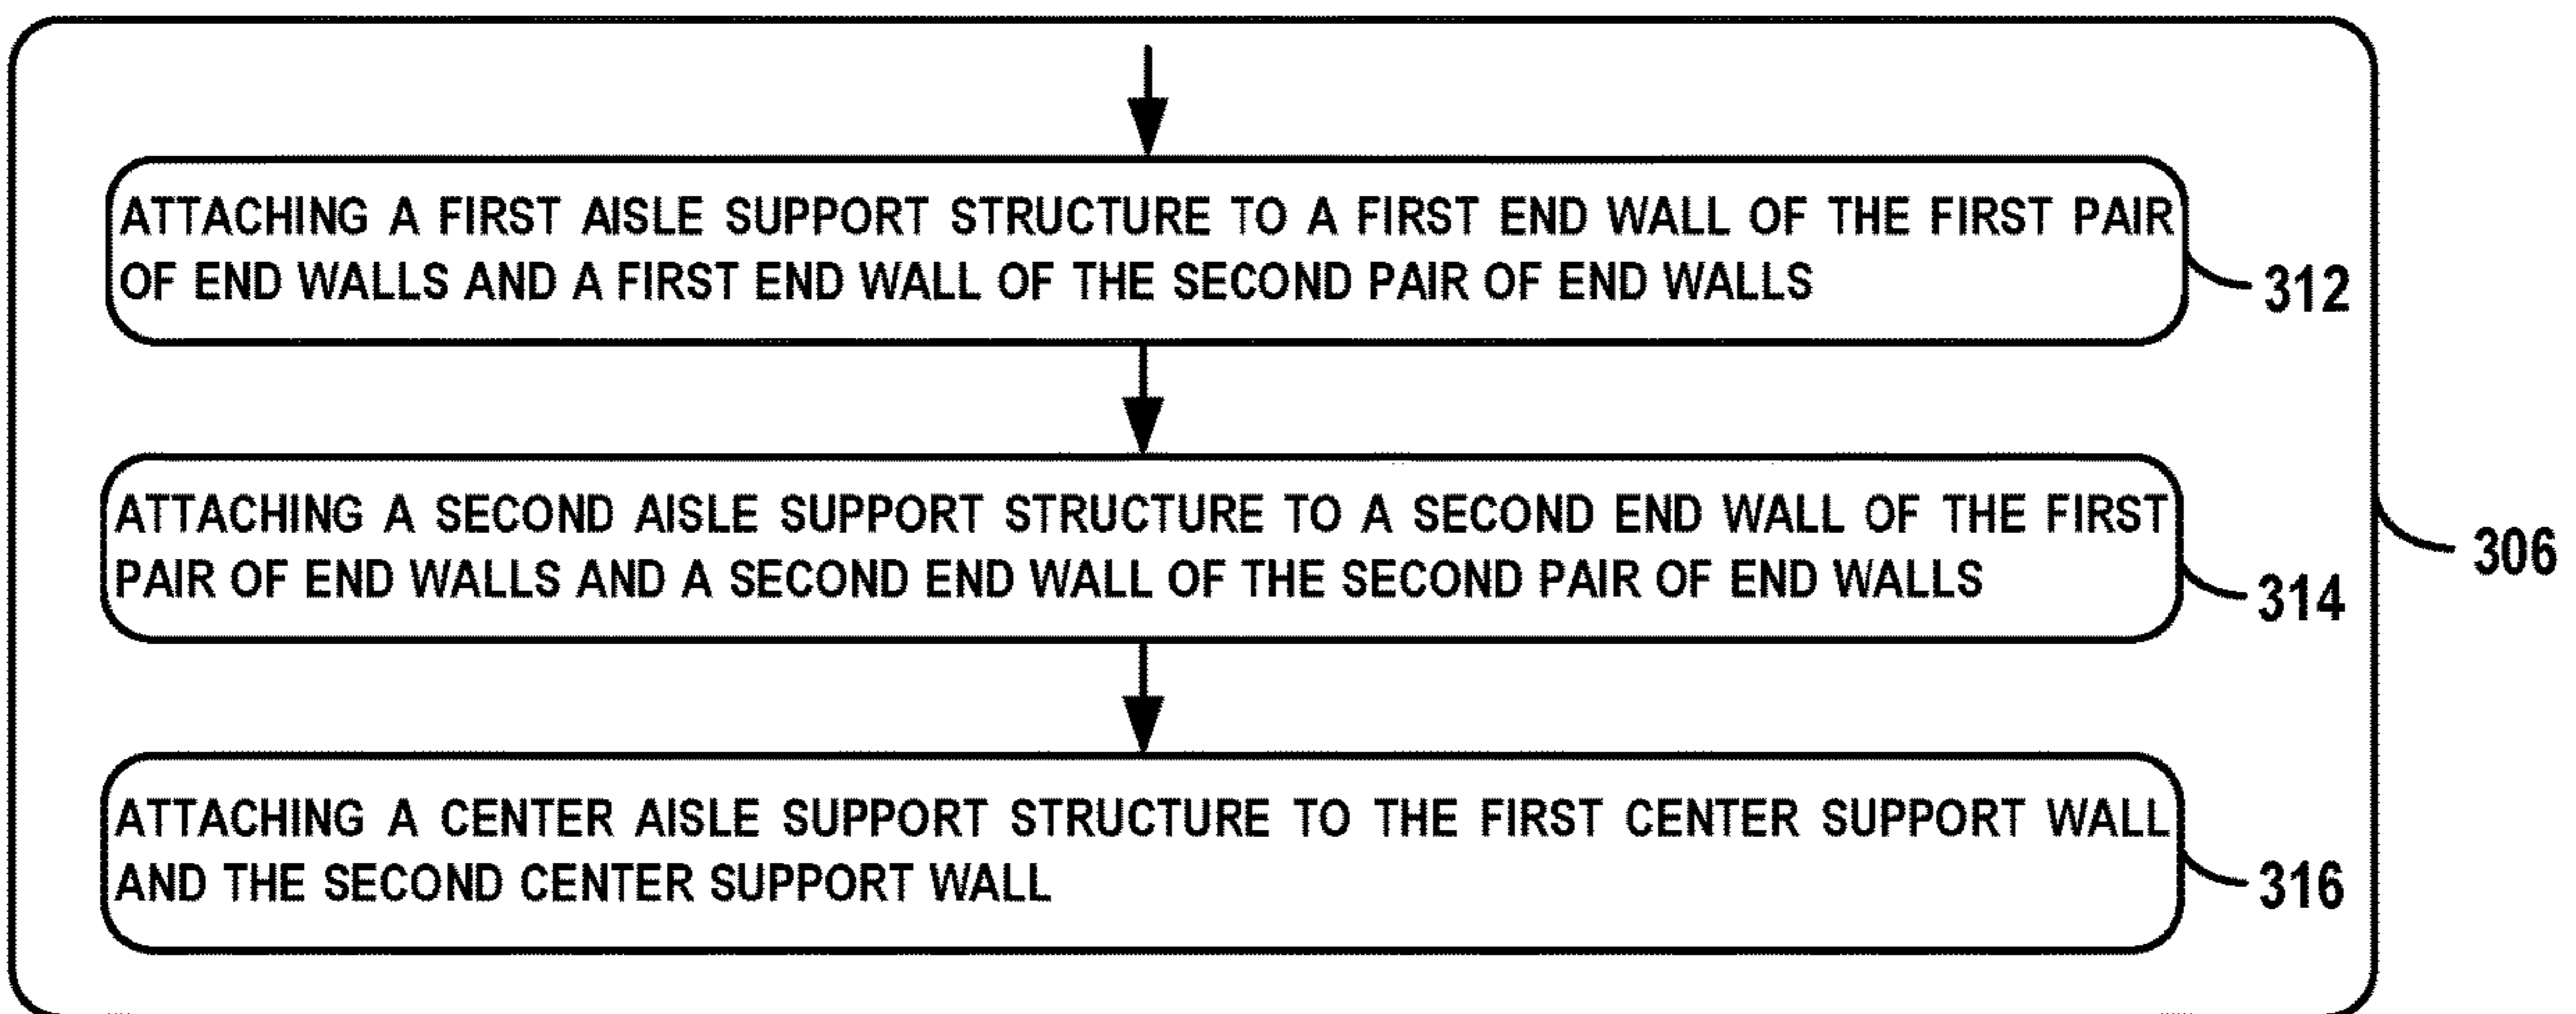 ATTACHING A FIRST AISLE SUPPORT STRUCTURE TO A FIRST END WALL OF THE FIRST PAIR
OF END WALLS AND A FIRST END WALL OF THE SECOND PAIR OF END WALLS
312
ATTACHING A SECOND AISLE SUPPORT STRUCTURE TO A SECOND END WALL OF THE FIRST
PAIR OF END WALLS AND A SECOND END WALL OF THE SECOND PAIR OF END WALLS
314
306
ATTACHING A CENTER AISLE SUPPORT STRUCTURE TO THE FIRST CENTER SUPPORT WALL
AND THE SECOND CENTER SUPPORT WALL
316